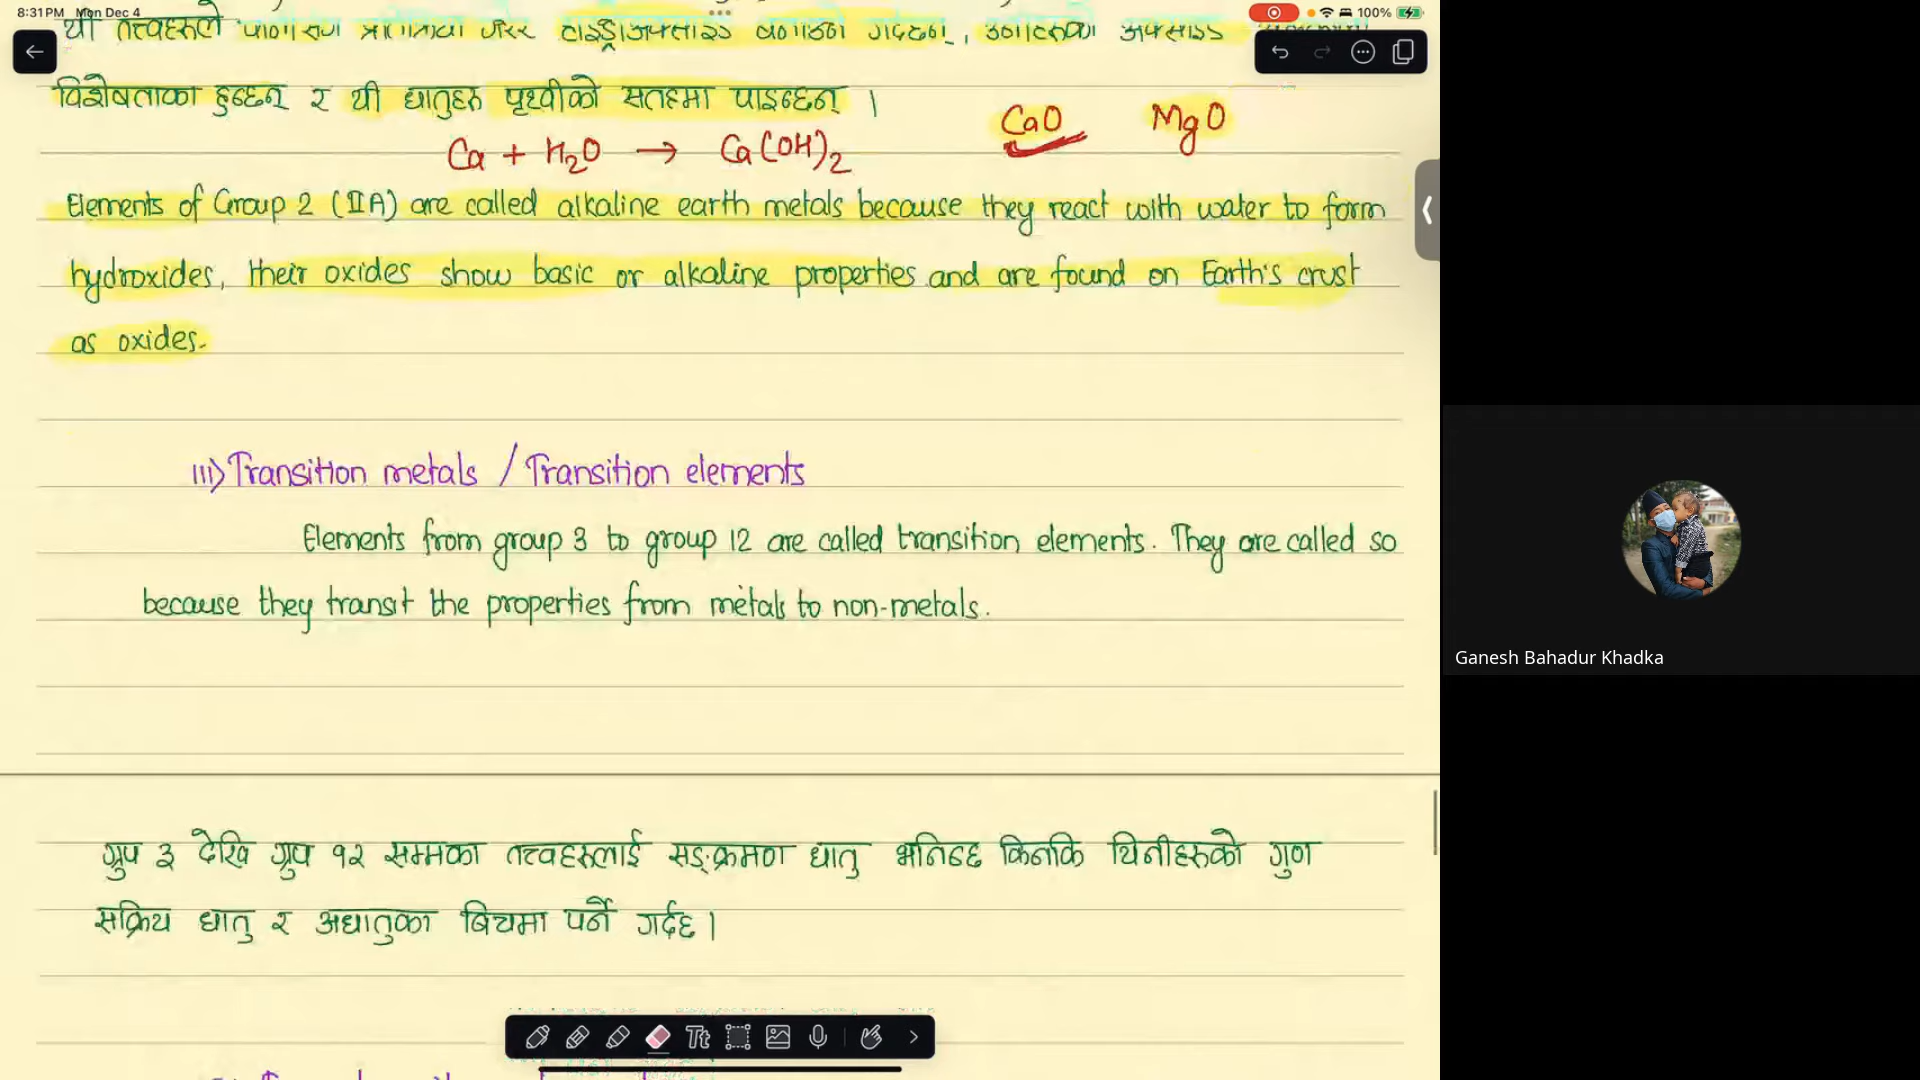 8:31 PM Mon Dec 4
100%
यी तत्त्वहरुले
विशेषताका हुन्छन् र यी धातुहरु पृथ्वीको सतहमा पाइन्छन् ।
CaO MgO
Ca + H₂O → Ca(OH)₂
Elements of Group 2 (IIA) are called alkaline earth metals because they react with water to form
hydroxides, their oxides show basic or alkaline properties and are found on Earth's crust
as oxides.
III) Transition metals / Transition elements
Elements from group 3 to group 12 are called transition elements. They are called so
because they transit the properties from metals to non-metals.
Ganesh Bahadur Khadka
ग्रुप ३ देखि ग्रुप १२ सम्मका तत्त्वहरुलाई सङ्क्रमण धातु भनिन्छ किनकि यिनीहरुको गुण
सक्रिय धातु र अधातुका बिचमा पर्ने गर्दछ ।
Tt